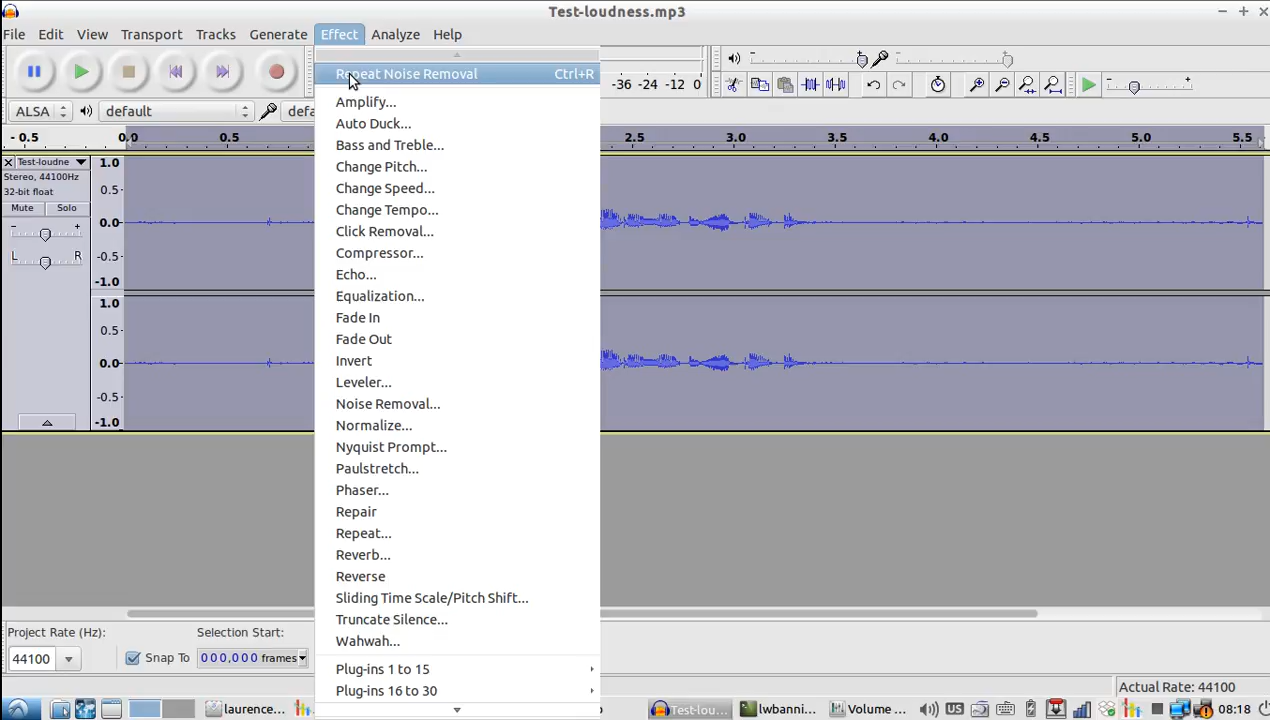 Test-loudness.mp3
File Edit View Transport Tracks Generate Effect Analyze Help
Repeat Noise Removal Ctrl+R
-36 -24 -12 0
Amplify...
ALSA default
Auto Duck...
- 0.5 0.0 0.5 2.5 3.0 3.5 4.0 4.5 5.0 5.5
Bass and Treble...
Test-loudne 1.0
Change Pitch...
Stereo, 44100Hz
32-bit float
0.5
Change Speed...
Mute Solo
Change Tempo...
- + 0.0
Click Removal...
L R -0.5
Compressor...
-1.0
Echo...
1.0
Equalization...
Fade In
0.5
Fade Out
0.0
Invert
-0.5
Leveler...
Noise Removal...
-1.0
Normalize...
Nyquist Prompt...
Paulstretch...
Phaser...
Repair
Repeat...
Reverb...
Reverse
Sliding Time Scale/Pitch Shift...
Truncate Silence...
Project Rate (Hz): Selection Start:
Wahwah...
44100 Snap To 000,000 frames
Plug-ins 1 to 15
Plug-ins 16 to 30
Actual Rate: 44100
laurence... Test-lou... lwbanni... Volume ... US 08:18